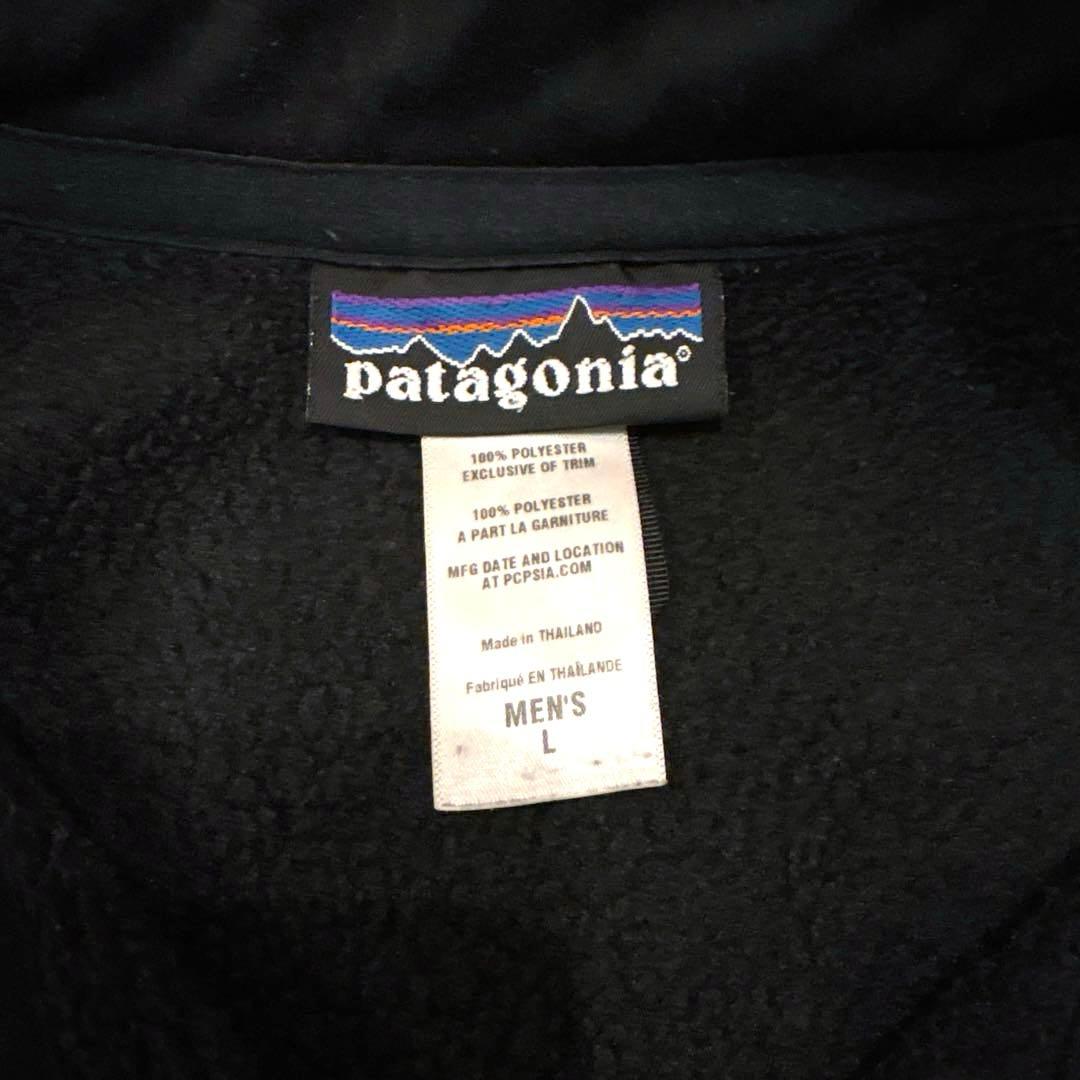 patagonia®
100% POLYESTER
EXCLUSIVE OF TRIM
100% POLYESTER
A PART LA GARNITURE
MFG DATE AND LOCATION
AT PCPSIA.COM
Made in THAILAND
Fabriqué EN THAÎLANDE
MEN'S
L